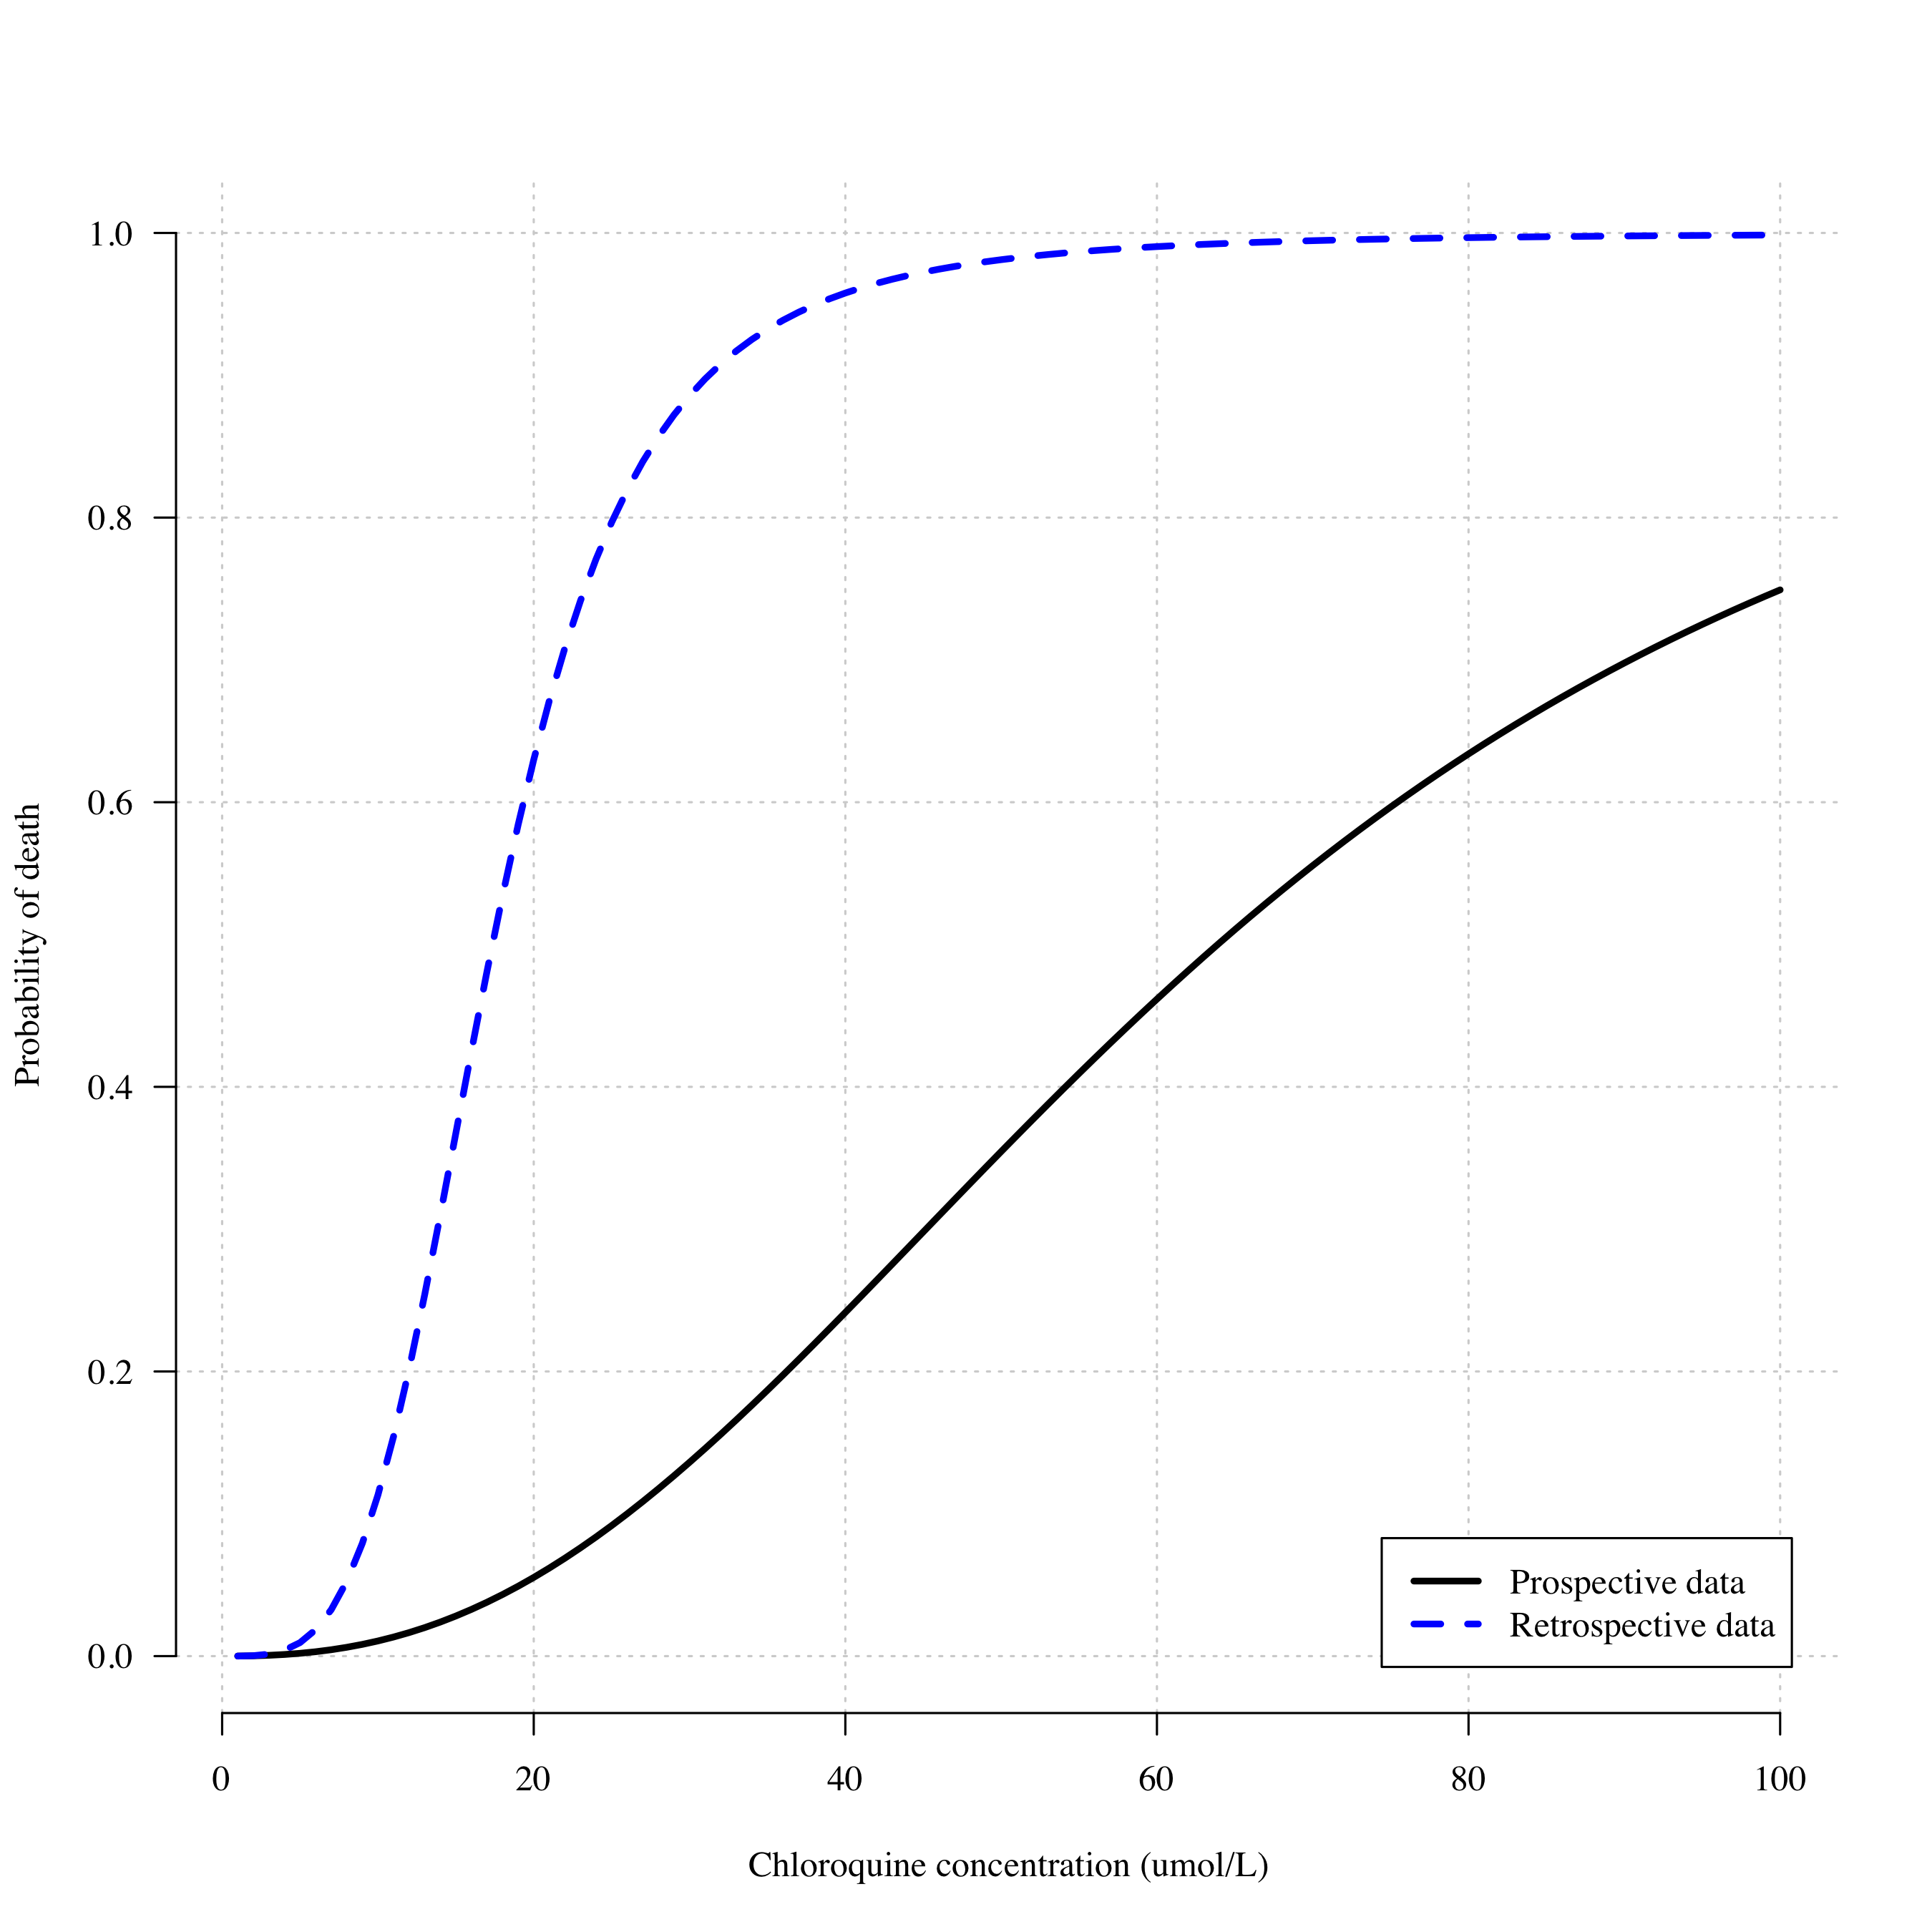 1.0
0.8
0.6
0.4
0.2
0.0
Probability of death
0 20 40 60 80 100
Chloroquine concentration (umol/L)
Prospective data
Retrospective data